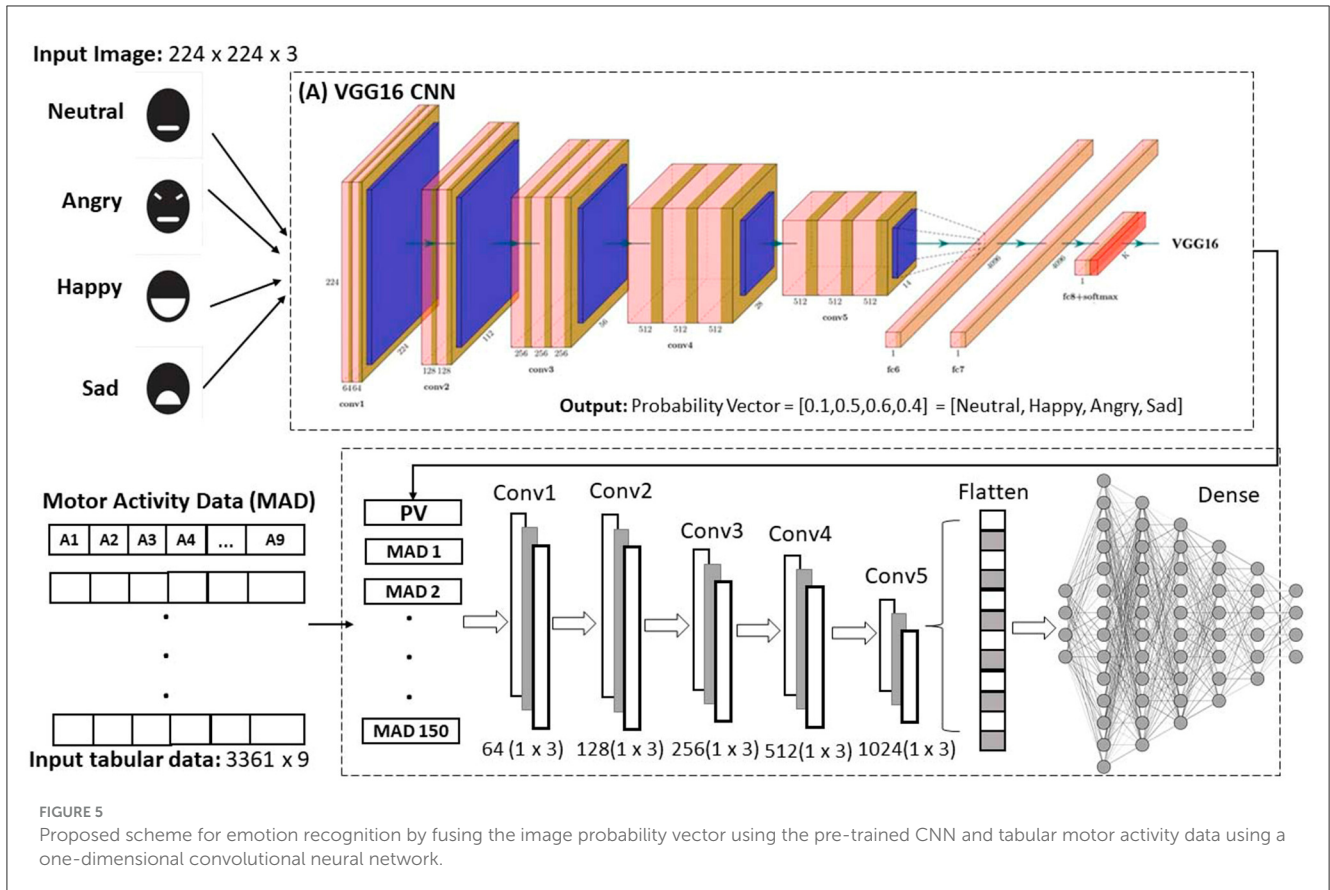 Input Image: 224 x 224 x 3
Neutral
Angry
Happy
Sad
(A) VGG16 CNN
224
64 64
conv1
224
128 128
conv2
112
256 256 256
conv3
56
512 512 512
conv4
28
512 512 512
conv5
14
1
fc6
4096
1
fc7
4096
1
fc8+softmax
K
VGG16
Output: Probability Vector = [0.1,0.5,0.6,0.4] = [Neutral, Happy, Angry, Sad]
Motor Activity Data (MAD)
A1 A2 A3 A4 ... A9
Input tabular data: 3361 x 9
PV
MAD 1
MAD 2
MAD 150
Conv1
Conv2
Conv3
Conv4
Conv5
64 (1 x 3) 128(1 x 3) 256(1 x 3) 512(1 x 3) 1024(1 x 3)
Flatten
Dense
FIGURE 5
Proposed scheme for emotion recognition by fusing the image probability vector using the pre-trained CNN and tabular motor activity data using a
one-dimensional convolutional neural network.